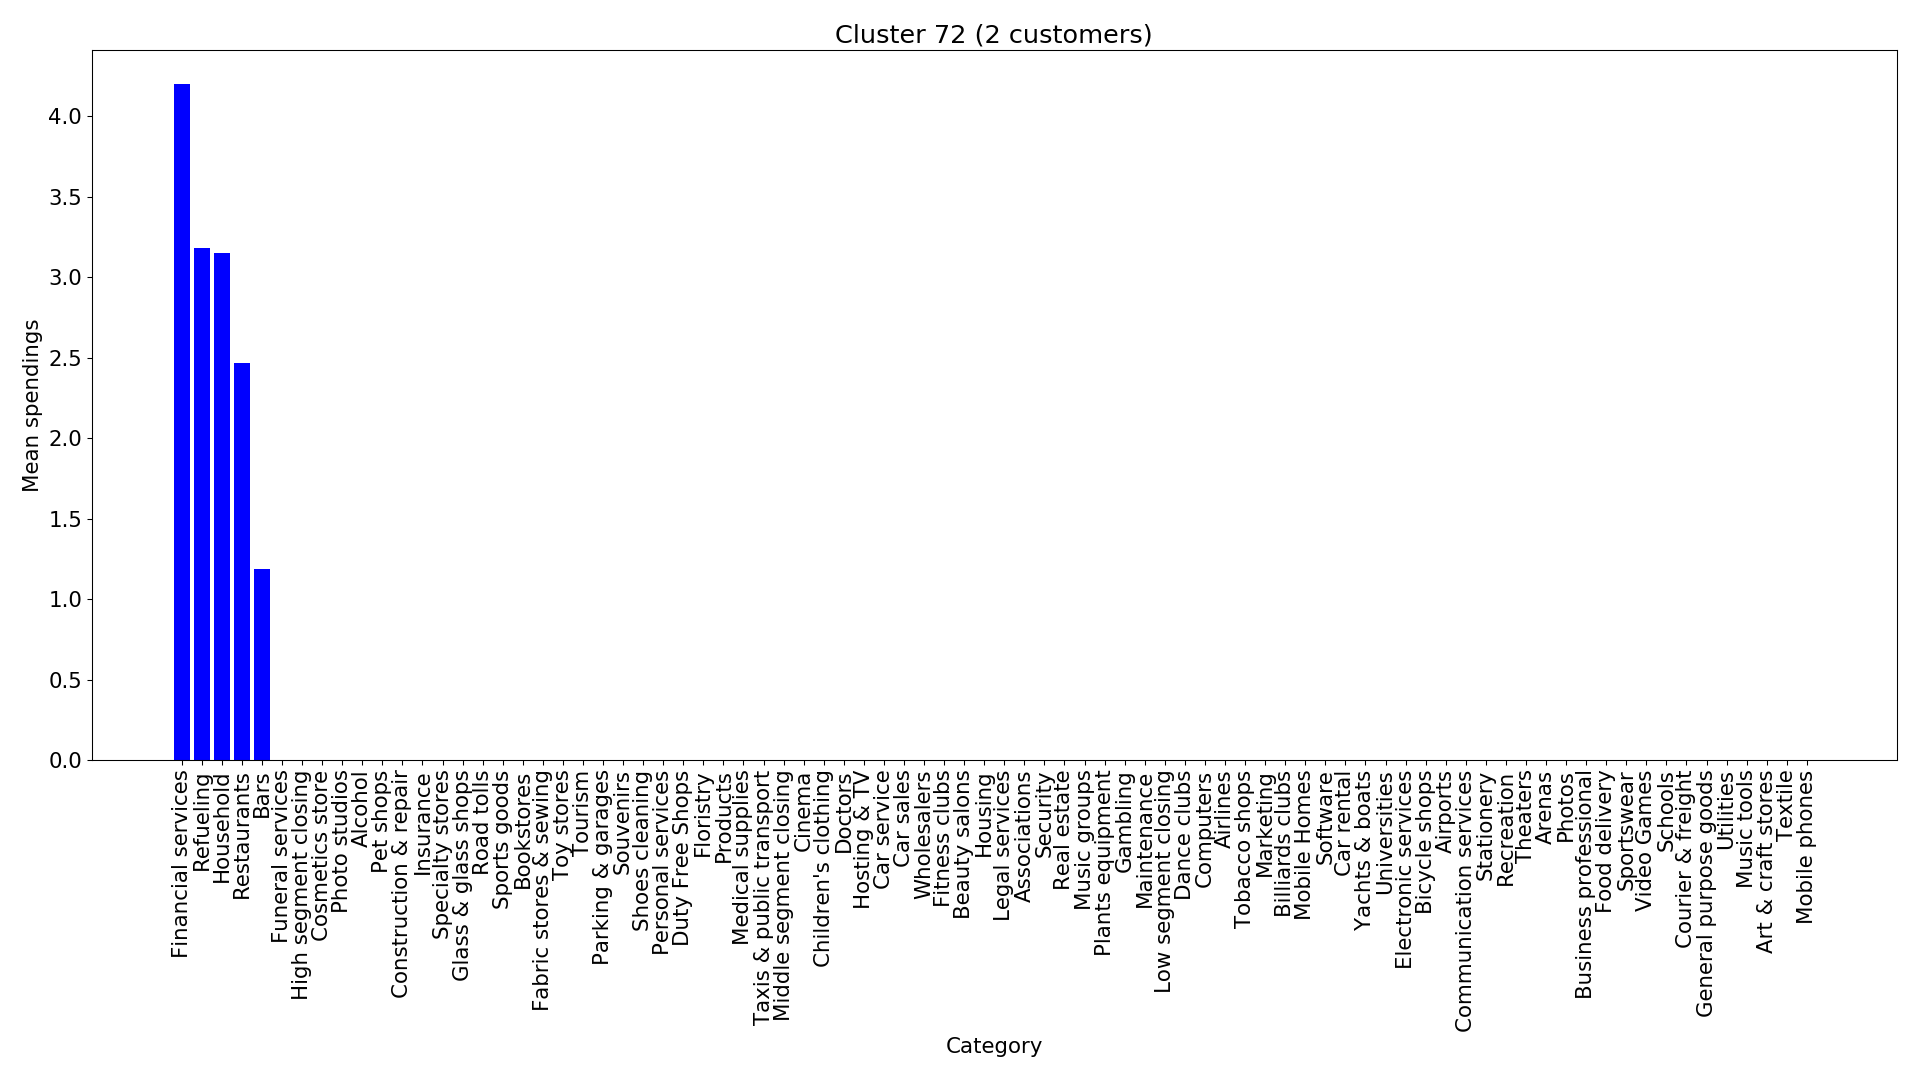 Cluster 72 (2 customers)
Mean spendings
4.0
3.5
3.0
2.5
2.0
1.5
1.0
0.5
0.0
Financial services
Refueling
Household
Restaurants
Bars
Funeral services
High segment closing
Cosmetics store
Photo studios
Alcohol
Pet shops
Construction & repair
Insurance
Specialty stores
Glass & glass shops
Road tolls
Sports goods
Bookstores
Fabric stores & sewing
Toy stores
Tourism
Parking & garages
Souvenirs
Shoes cleaning
Personal services
Duty Free Shops
Floristry
Products
Medical supplies
Taxis & public transport
Middle segment closing
Cinema
Children's clothing
Doctors
Hosting & TV
Car service
Car sales
Wholesalers
Fitness clubs
Beauty salons
Housing
Legal services
Associations
Security
Real estate
Music groups
Plants equipment
Gambling
Maintenance
Low segment closing
Dance clubs
Computers
Airlines
Tobacco shops
Marketing
Billiards clubs
Mobile Homes
Software
Car rental
Yachts & boats
Universities
Electronic services
Bicycle shops
Airports
Communication services
Stationery
Recreation
Theaters
Arenas
Photos
Business professional
Food delivery
Sportswear
Video Games
Schools
Courier & freight
General purpose goods
Utilities
Music tools
Art & craft stores
Textile
Mobile phones
Category